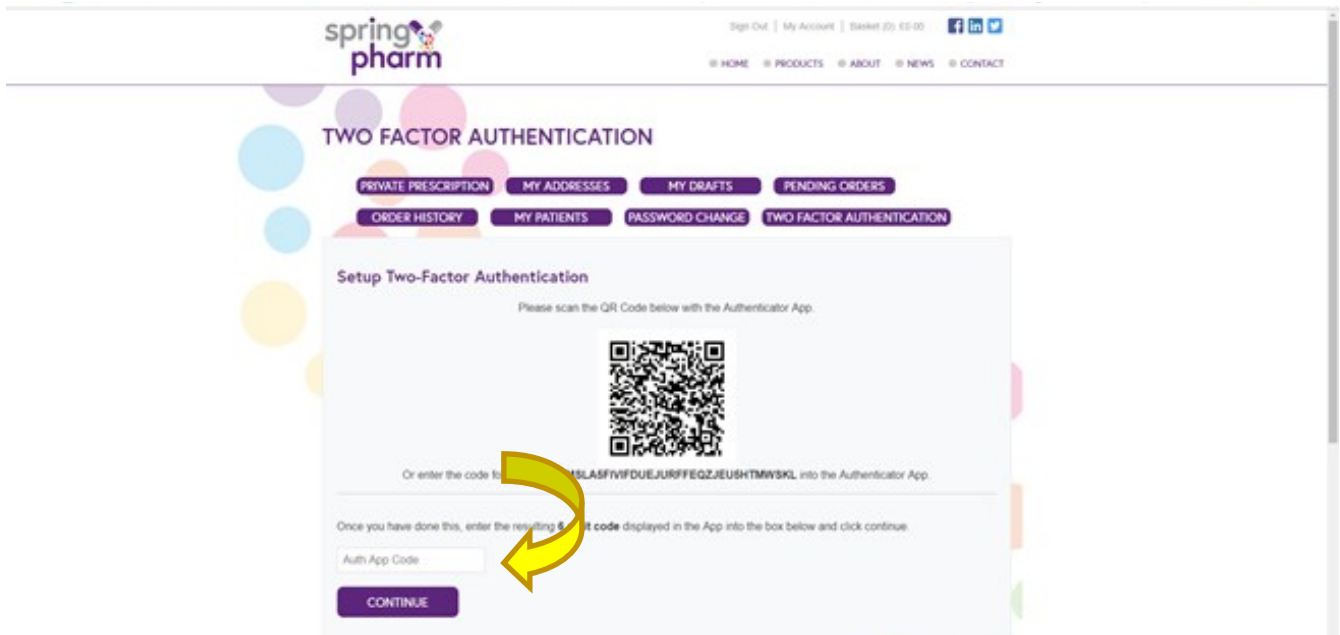 spring
pharm
Sign Out | My Account | Basket (0): £0.00
HOME PRODUCTS ABOUT NEWS CONTACT
TWO FACTOR AUTHENTICATION
PRIVATE PRESCRIPTION MY ADDRESSES MY DRAFTS PENDING ORDERS
ORDER HISTORY MY PATIENTS PASSWORD CHANGE TWO FACTOR AUTHENTICATION
Setup Two-Factor Authentication
Please scan the QR Code below with the Authenticator App.
Or enter the code into the Authenticator App.
Once you have done this, enter the resulting code displayed in the App into the box below and click continue.
Auth App Code
CONTINUE